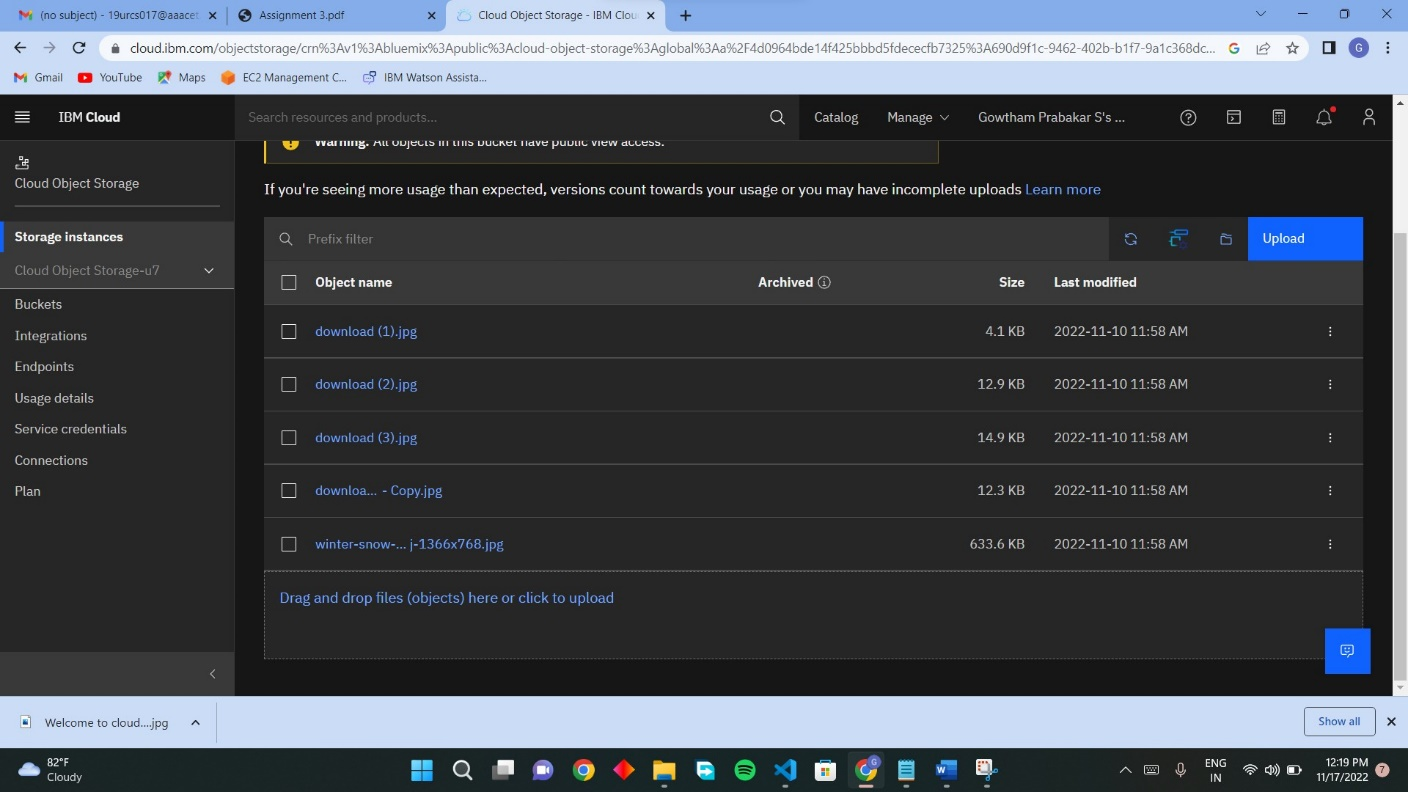 (no subject) - 19urcs017@aaacet
Assignment 3.pdf
Cloud Object Storage - IBM Clou
cloud.ibm.com/objectstorage/crn%3Av1%3Abluemix%3Apublic%3Acloud-object-storage%3Aglobal%3Aa%2F4d0964bde14f425bbbd5fdececfb7325%3A690d9f1c-9462-402b-b1f7-9a1c368dc...
G
Gmail
YouTube
Maps
EC2 Management C...
IBM Watson Assista...
IBM Cloud
Search resources and products...
Catalog
Manage
Gowtham Prabakar S's ...
Cloud Object Storage
Storage instances
Cloud Object Storage-u7
Buckets
Integrations
Endpoints
Usage details
Service credentials
Connections
Plan
Warning: All objects in this bucket have public view access.
If you're seeing more usage than expected, versions count towards your usage or you may have incomplete uploads Learn more
Prefix filter
Upload
Object name Archived Size Last modified
download (1).jpg 4.1 KB 2022-11-10 11:58 AM
download (2).jpg 12.9 KB 2022-11-10 11:58 AM
download (3).jpg 14.9 KB 2022-11-10 11:58 AM
downloa... - Copy.jpg 12.3 KB 2022-11-10 11:58 AM
winter-snow-... j-1366x768.jpg 633.6 KB 2022-11-10 11:58 AM
Drag and drop files (objects) here or click to upload
Welcome to cloud....jpg
Show all
82°F
Cloudy
ENG
IN
12:19 PM
11/17/2022
7